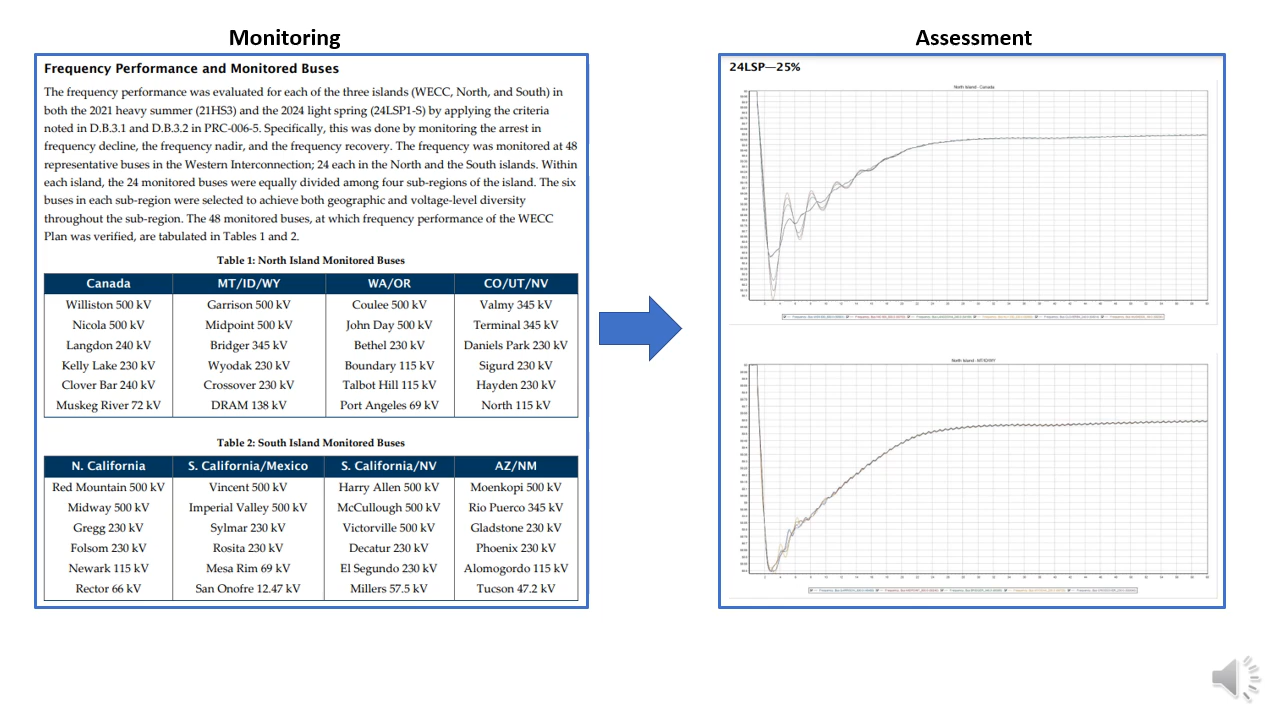 Monitoring
Frequency Performance and Monitored Buses
The frequency performance was evaluated for each of the three islands (WECC, North, and South) in
both the 2021 heavy summer (21HS3) and the 2024 light spring (24LSP1-S) by applying the criteria
noted in D.B.3.1 and D.B.3.2 in PRC-006-5. Specifically, this was done by monitoring the arrest in
frequency decline, the frequency nadir, and the frequency recovery. The frequency was monitored at 48
representative buses in the Western Interconnection; 24 each in the North and the South islands. Within
each island, the 24 monitored buses were equally divided among four sub-regions of the island. The six
buses in each sub-region were selected to achieve both geographic and voltage-level diversity
throughout the sub-region. The 48 monitored buses, at which frequency performance of the WECC
Plan was verified, are tabulated in Tables 1 and 2.
Table 1: North Island Monitored Buses
Canada MT/ID/WY WA/OR CO/UT/NV
Williston 500 kV Garrison 500 kV Coulee 500 kV Valmy 345 kV
Nicola 500 kV Midpoint 500 kV John Day 500 kV Terminal 345 kV
Langdon 240 kV Bridger 345 kV Bethel 230 kV Daniels Park 230 kV
Kelly Lake 230 kV Wyodak 230 kV Boundary 115 kV Sigurd 230 kV
Clover Bar 240 kV Crossover 230 kV Talbot Hill 115 kV Hayden 230 kV
Muskeg River 72 kV DRAM 138 kV Port Angeles 69 kV North 115 kV
Table 2: South Island Monitored Buses
N. California S. California/Mexico S. California/NV AZ/NM
Red Mountain 500 kV Vincent 500 kV Harry Allen 500 kV Moenkopi 500 kV
Midway 500 kV Imperial Valley 500 kV McCullough 500 kV Rio Puerco 345 kV
Gregg 230 kV Sylmar 230 kV Victorville 500 kV Gladstone 230 kV
Folsom 230 kV Rosita 230 kV Decatur 230 kV Phoenix 230 kV
Newark 115 kV Mesa Rim 69 kV El Segundo 230 kV Alomogordo 115 kV
Rector 66 kV San Onofre 12.47 kV Millers 57.5 kV Tucson 47.2 kV
Assessment
24LSP—25%
North Island - Canada
North Island - MT/ID/WY